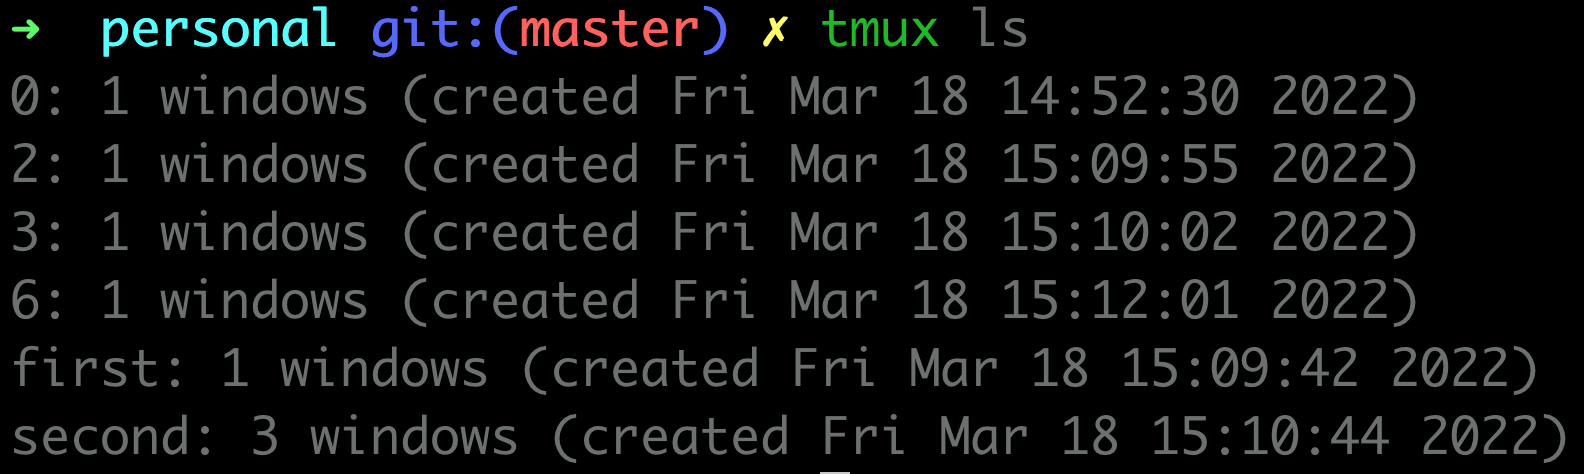 ➜  personal git:(master) ✗ tmux ls
0: 1 windows (created Fri Mar 18 14:52:30 2022)
2: 1 windows (created Fri Mar 18 15:09:55 2022)
3: 1 windows (created Fri Mar 18 15:10:02 2022)
6: 1 windows (created Fri Mar 18 15:12:01 2022)
first: 1 windows (created Fri Mar 18 15:09:42 2022)
second: 3 windows (created Fri Mar 18 15:10:44 2022)